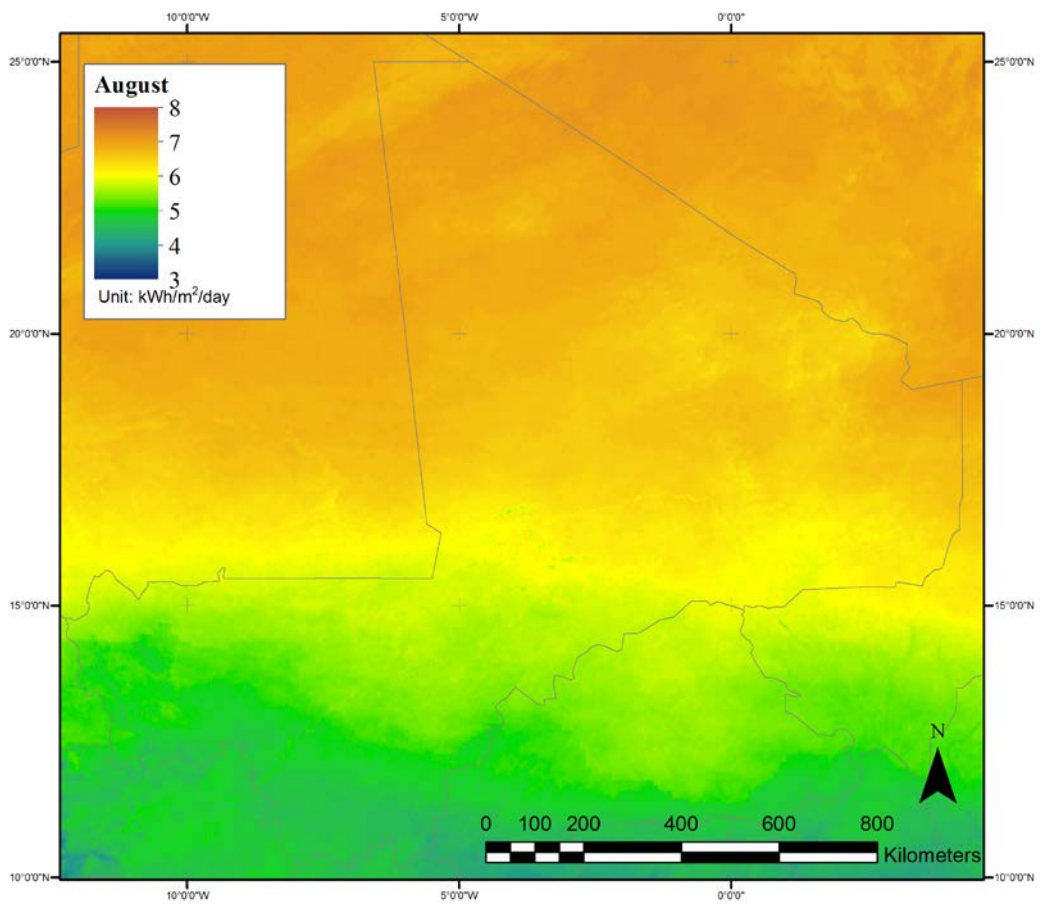 10°0'0"W 5°0'0"W 0°0'0"
25°0'0"N 25°0'0"N
August
8
7
6
5
4
3
Unit: kWh/m²/day
20°0'0"N 20°0'0"N
15°0'0"N 15°0'0"N
N
0 100 200 400 600 800
Kilometers
10°0'0"N 10°0'0"N
10°0'0"W 5°0'0"W 0°0'0"